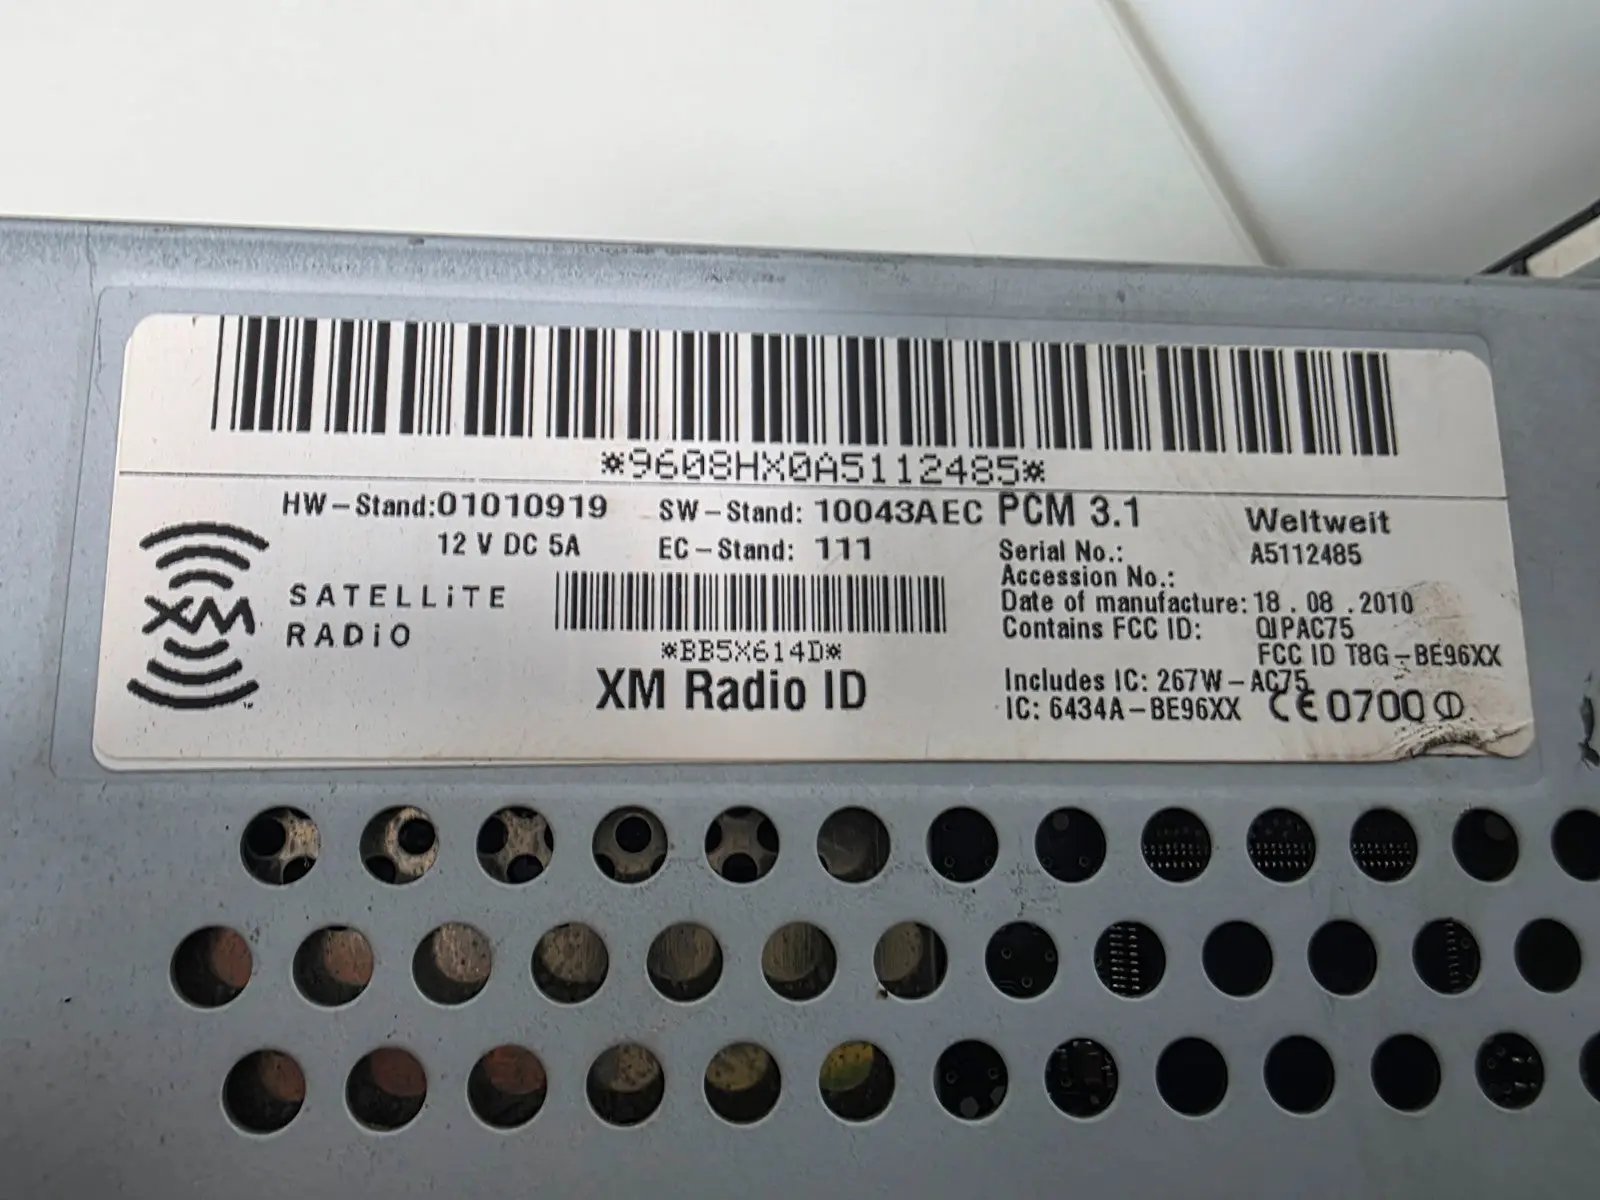 *9608HX0A5112485*
HW-Stand:01010919 SW-Stand: 10043AEC PCM 3.1 Weltweit
12 V DC 5A EC-Stand: 111 Serial No.: A5112485
Accession No.:
XM SATELLiTE RADiO
Date of manufacture: 18.08.2010
Contains FCC ID: QIPAC75
*BB5X614D* FCC ID T8G-BE96XX
XM Radio ID Includes IC: 267W-AC75
IC: 6434A-BE96XX CE 0700